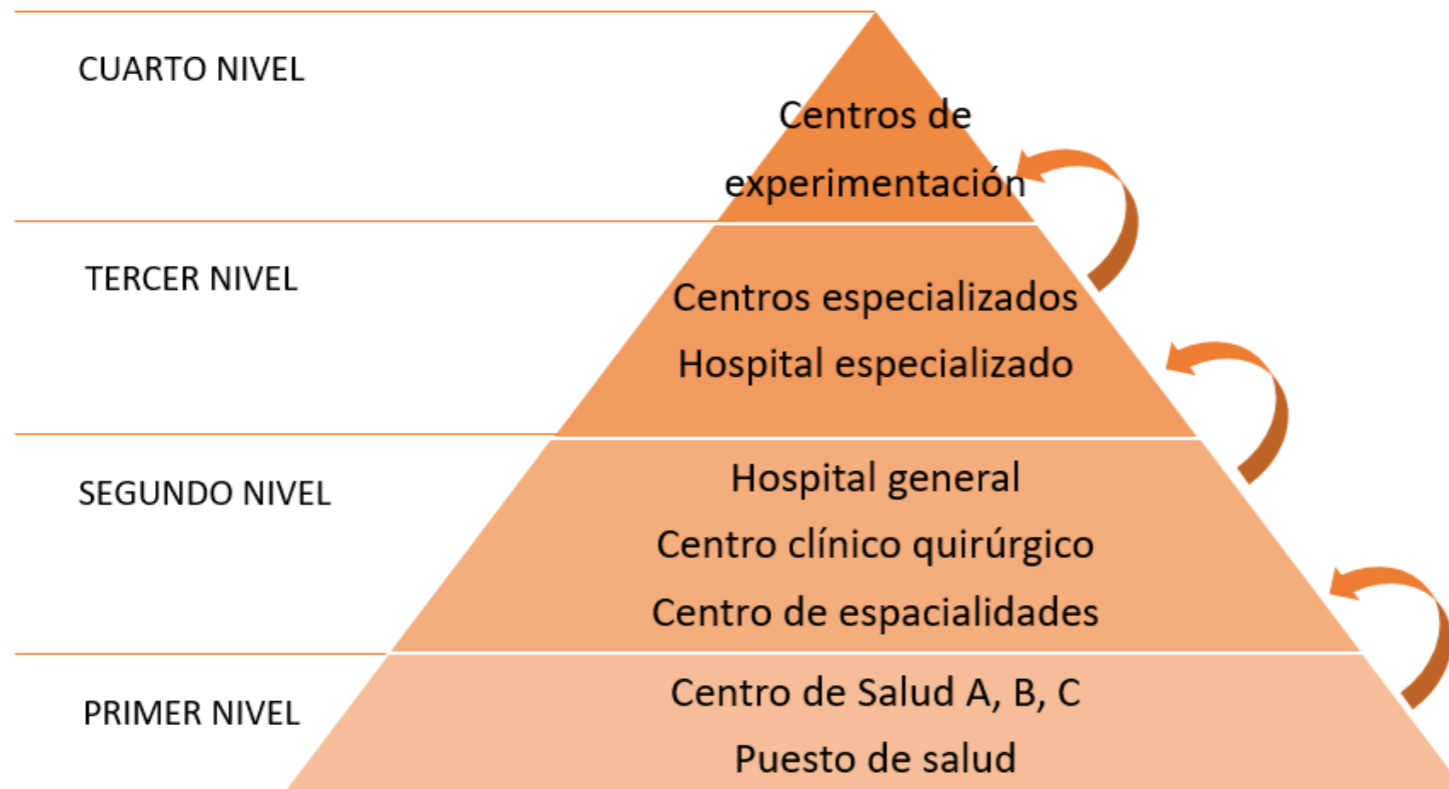 CUARTO NIVEL
Centros de
experimentación
TERCER NIVEL
Centros especializados
Hospital especializado
SEGUNDO NIVEL
Hospital general
Centro clínico quirúrgico
Centro de espacialidades
PRIMER NIVEL
Centro de Salud A, B, C
Puesto de salud